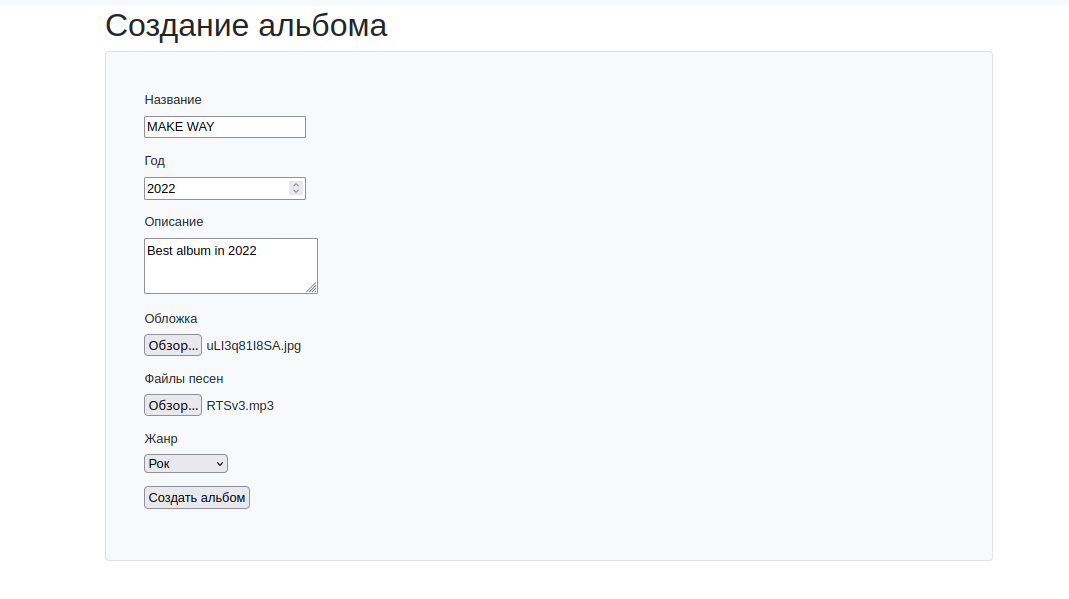 Создание альбома
Название
MAKE WAY
Год
2022
Описание
Best album in 2022
Обложка
Обзор... uLI3q81I8SA.jpg
Файлы песен
Обзор... RTSv3.mp3
Жанр
Рок
Создать альбом